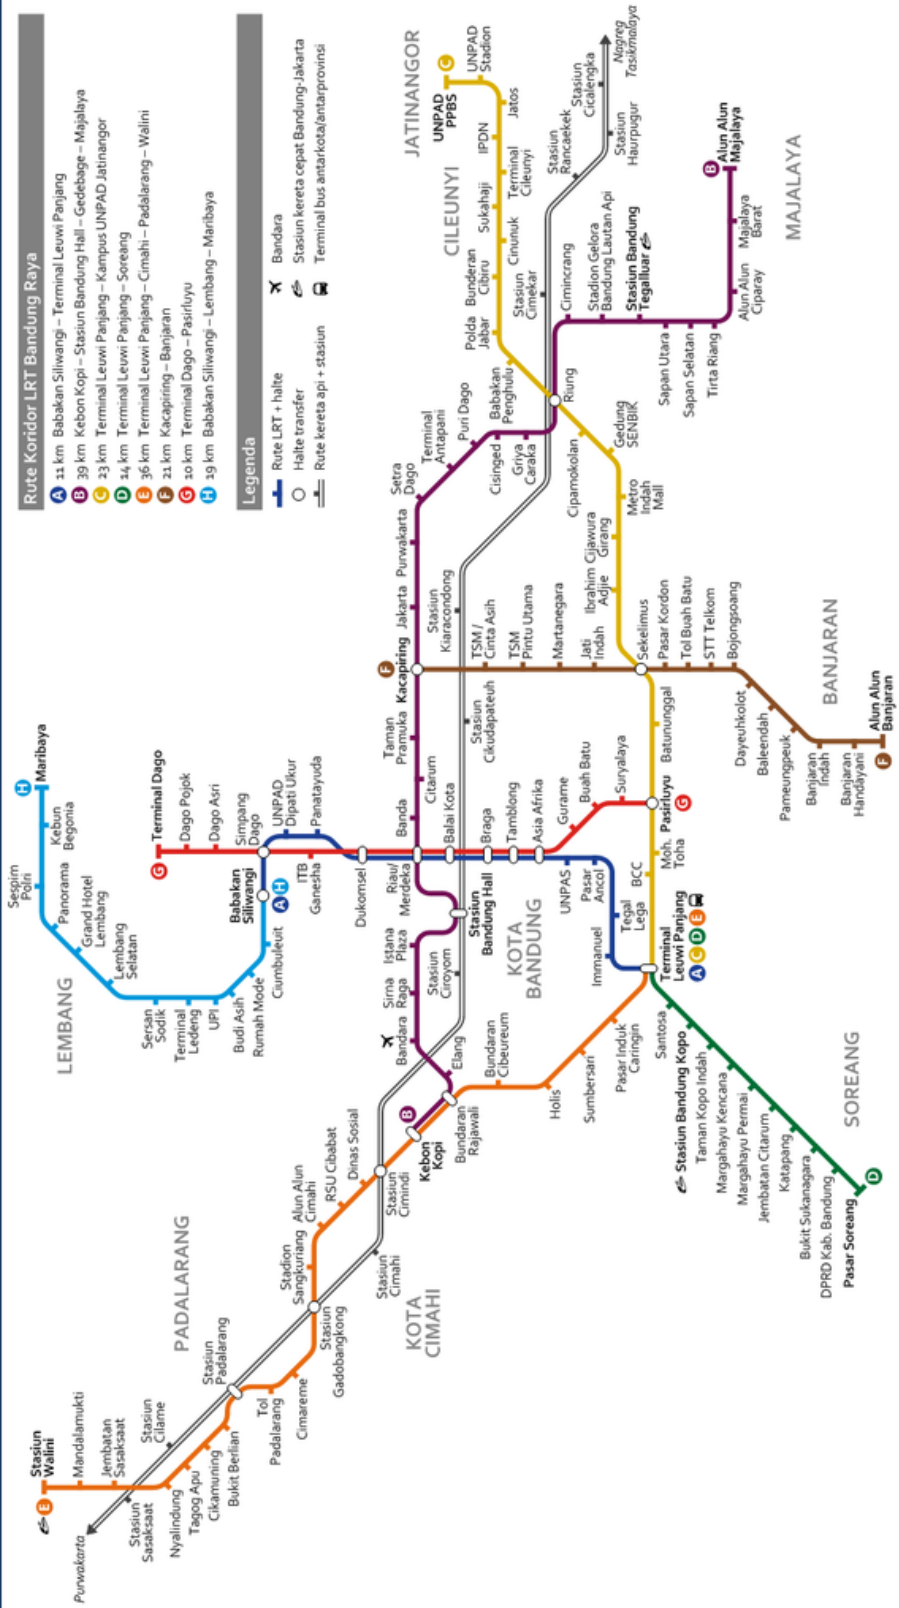 Rute Koridor LRT Bandung Raya
A 11 km Babakan Siliwangi – Terminal Leuwi Panjang
B 39 km Kebon Kopi – Stasiun Bandung Hall – Gedebage – Majalaya
C 23 km Terminal Leuwi Panjang – Kampus UNPAD Jatinangor
D 14 km Terminal Leuwi Panjang – Soreang
E 36 km Terminal Leuwi Panjang – Cimahi – Padalarang – Walini
F 21 km Kacapiring – Banjaran
G 10 km Terminal Dago – Pasirluyu
H 19 km Babakan Siliwangi – Lembang – Maribaya
Legenda
Rute LRT + halte
Halte transfer
Rute kereta api + stasiun
Bandara
Stasiun kereta cepat Bandung-Jakarta
Terminal bus antarkota/antarprovinsi
E
Stasiun
Walini
Mandalamukti
Jembatan
Sasaksaat
Purwakarta
Stasiun
Sasaksaat
Stasiun
Cilame
Nyalindung
Tagog Apu
Cikamuning
Bukit Berlian
Stasiun
Padalarang
PADALARANG
Tol
Padalarang
Cimareme
Stasiun
Gadobangkong
Stadion
Sangkuriang
Alun Alun
Cimahi
RSU Cibabat
Dinas Sosial
Stasiun
Cimahi
KOTA
CIMAHI
Stasiun
Cimindi
B
Kebon
Kopi
Bundaran
Rajawali
Elang
Bandara
Sirna
Raga
Istana
Plaza
Stasiun
Ciroyom
Stasiun
Bandung Hall
KOTA
BANDUNG
Bundaran
Cibeureum
Holis
Sumbersari
Pasir Induk
Caringin
LEMBANG
H
Maribaya
Kebun
Begonia
Sespim
Polri
Panorama
Grand Hotel
Lembang
Lembang
Selatan
Sersan
Sodik
Terminal
Ledeng
UPI
Budi Asih
Rumah Mode
Ciumbuleuit
Babakan
Siliwangi
A H
G
Terminal Dago
Dago Pojok
Dago Asri
Simpang
Dago
UNPAD
Dipati Ukur
Panatayuda
ITB
Ganesha
Dukomsel
Riau/
Merdeka
Balai Kota
Braga
Tamblong
Asia Afrika
Gurame
Buah Batu
Suryalaya
UNPAS
Pasar
Ancol
Tegal
Lega
Immanuel
Terminal
Leuwi Panjang
A C D E
BCC
Moh.
Toha
Pasirluyu
G
Batununggal
Banda
Citarum
Taman
Pramuka
F
Kacapiring
Jakarta
Purwakarta
Setra
Dago
Terminal
Antapani
Puri Dago
Cisinged
Griya
Caraka
Stasiun
Cikudapateuh
Stasiun
Kiaracondong
TSM /
Cinta Asih
TSM
Pintu Utama
Martanegara
Jati
Indah
Sekelimus
Pasar Kordon
Tol Buah Batu
STT Telkom
Bojongsoang
Dayeuhkolot
Baleendah
Pameungpeuk
Banjaran
Indah
Banjaran
Handayani
Alun Alun
Banjaran
F
BANJARAN
Ibrahim
Adjie
Cijawura
Girang
Metro
Indah
Mall
Gedung
SENBIK
Cipamokolan
Riung
Babakan
Penghulu
Polda
Jabar
Bunderan
Cibiru
Cinunuk
Sukahaji
Terminal
Cileunyi
IPDN
Jatos
UNPAD
Stadion
C
UNPAD
PPBS
CILEUNYI
JATINANGOR
Stasiun
Cimekar
Stasiun
Rancaekek
Stasiun
Haurpugur
Stasiun
Cicalengka
Nagreg
Tasikmalaya
Cimincrang
Stadion Gelora
Bandung Lautan Api
Stasiun Bandung
Tegalluar
Sapan Utara
Sapan Selatan
Tirta Riang
Alun Alun
Ciparay
Majalaya
Barat
B
Alun Alun
Majalaya
MAJALAYA
Santosa
Stasiun Bandung Kopo
Taman Kopo Indah
Margahayu Kencana
Margahayu Permai
Jembatan Citarum
Katapang
Bukit Sukanagara
DPRD Kab. Bandung
Pasar Soreang
D
SOREANG